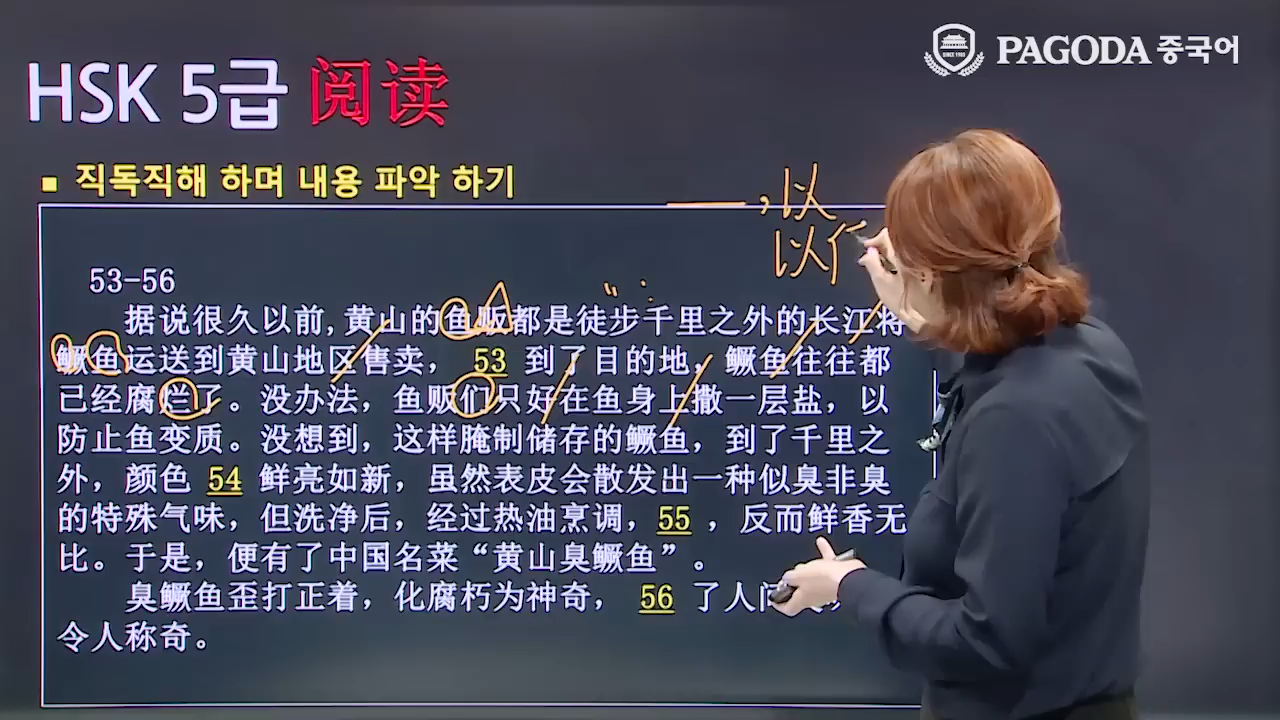 SINCE 1983
PAGODA 중국어
HSK 5급 阅读
■ 직독직해 하며 내용 파악 하기
, 以
以
53-56
据说很久以前,黄山的鱼贩都是徒步千里之外的长江将
鳜鱼运送到黄山地区售卖， 53 到了目的地，鳜鱼往往都
已经腐烂了。没办法，鱼贩们只好在鱼身上撒一层盐，以
防止鱼变质。没想到，这样腌制储存的鳜鱼，到了千里之
外，颜色 54 鲜亮如新，虽然表皮会散发出一种似臭非臭
的特殊气味，但洗净后，经过热油烹调， 55 ，反而鲜香无
比。于是，便有了中国名菜“黄山臭鳜鱼”。
臭鳜鱼歪打正着，化腐朽为神奇， 56 了人间
令人称奇。